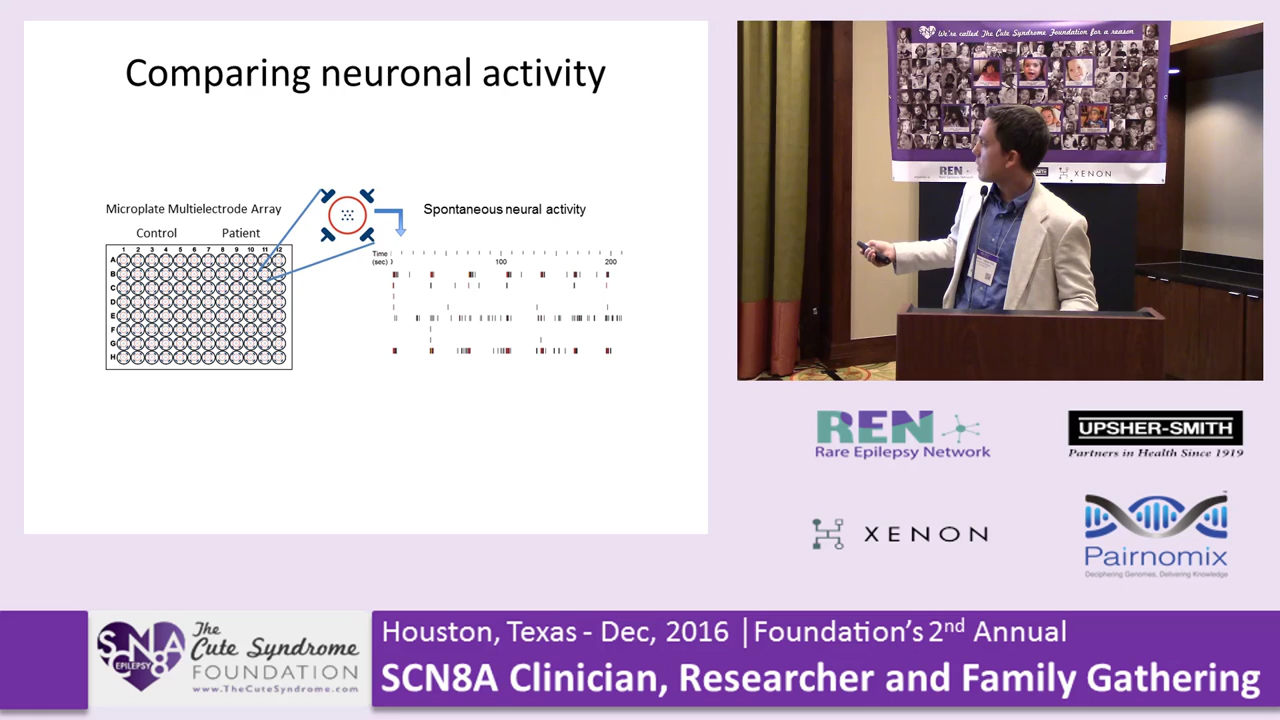 Comparing neuronal activity
Microplate Multielectrode Array
Control Patient
1 2 3 4 5 6 7 8 9 10 11 12
A
B
C
D
E
F
G
H
Spontaneous neural activity
Time
(sec) 100 200
We're called The Cute Syndrome Foundation for a reason
REN
XENON
REN
Rare Epilepsy Network
UPSHER-SMITH
Partners in Health Since 1919
XENON
Pairnomix
Deciphering Genomes, Delivering Knowledge
SCN8A
EPILEPSY
The
Cute Syndrome
FOUNDATION
www.TheCuteSyndrome.com
Houston, Texas - Dec, 2016 | Foundation's 2nd Annual
SCN8A Clinician, Researcher and Family Gathering